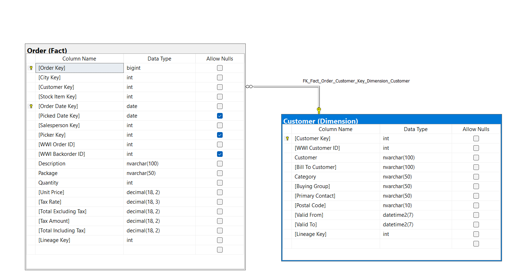 Order (Fact)
Column Name Data Type Allow Nulls
[Order Key] bigint
[City Key] int
[Customer Key] int
[Stock Item Key] int
[Order Date Key] date
[Picked Date Key] date
[Salesperson Key] int
[Picker Key] int
[WWI Order ID] int
[WWI Backorder ID] int
Description nvarchar(100)
Package nvarchar(50)
Quantity int
[Unit Price] decimal(18, 2)
[Tax Rate] decimal(18, 3)
[Total Excluding Tax] decimal(18, 2)
[Tax Amount] decimal(18, 2)
[Total Including Tax] decimal(18, 2)
[Lineage Key] int
FK_Fact_Order_Customer_Key_Dimension_Customer
Customer (Dimension)
Column Name Data Type Allow Nulls
[Customer Key] int
[WWI Customer ID] int
Customer nvarchar(100)
[Bill To Customer] nvarchar(100)
Category nvarchar(50)
[Buying Group] nvarchar(50)
[Primary Contact] nvarchar(50)
[Postal Code] nvarchar(10)
[Valid From] datetime2(7)
[Valid To] datetime2(7)
[Lineage Key] int